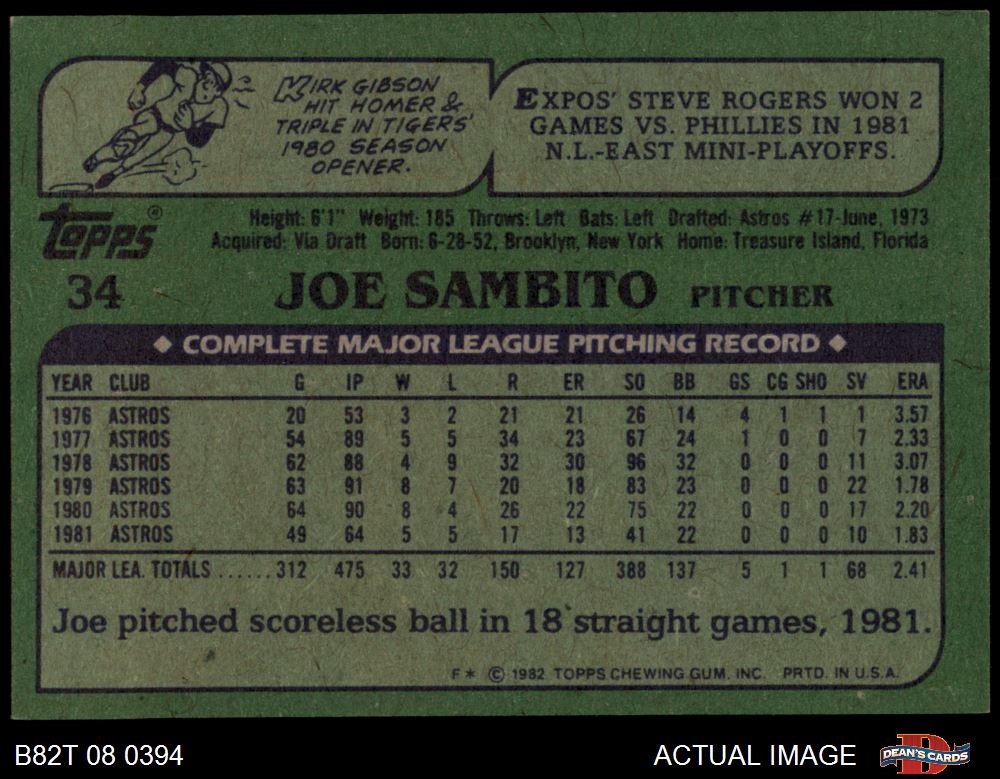 KIRK GIBSON
HIT HOMER &
TRIPLE IN TIGERS'
1980 SEASON
OPENER.
EXPOS' STEVE ROGERS WON 2
GAMES VS. PHILLIES IN 1981
N.L.-EAST MINI-PLAYOFFS.
TOPPS®
Height: 6'1" Weight: 185 Throws: Left Bats: Left Drafted: Astros #17-June, 1973
Acquired: Via Draft Born: 6-28-52, Brooklyn, New York Home: Treasure Island, Florida
34 JOE SAMBITO PITCHER
◆ COMPLETE MAJOR LEAGUE PITCHING RECORD ◆
YEAR CLUB G IP W L R ER SO BB GS CG SHO SV ERA
1976 ASTROS 20 53 3 2 21 21 26 14 4 1 1 1 3.57
1977 ASTROS 54 89 5 5 34 23 67 24 1 0 0 7 2.33
1978 ASTROS 62 88 4 9 32 30 96 32 0 0 0 11 3.07
1979 ASTROS 63 91 8 7 20 18 83 23 0 0 0 22 1.78
1980 ASTROS 64 90 8 4 26 22 75 22 0 0 0 17 2.20
1981 ASTROS 49 64 5 5 17 13 41 22 0 0 0 10 1.83
MAJOR LEA. TOTALS ......312 475 33 32 150 127 388 137 5 1 1 68 2.41
Joe pitched scoreless ball in 18 straight games, 1981.
F* © 1982 TOPPS CHEWING GUM, INC. PRTD. IN U.S.A.
B82T 08 0394 ACTUAL IMAGE DEAN'S CARDS